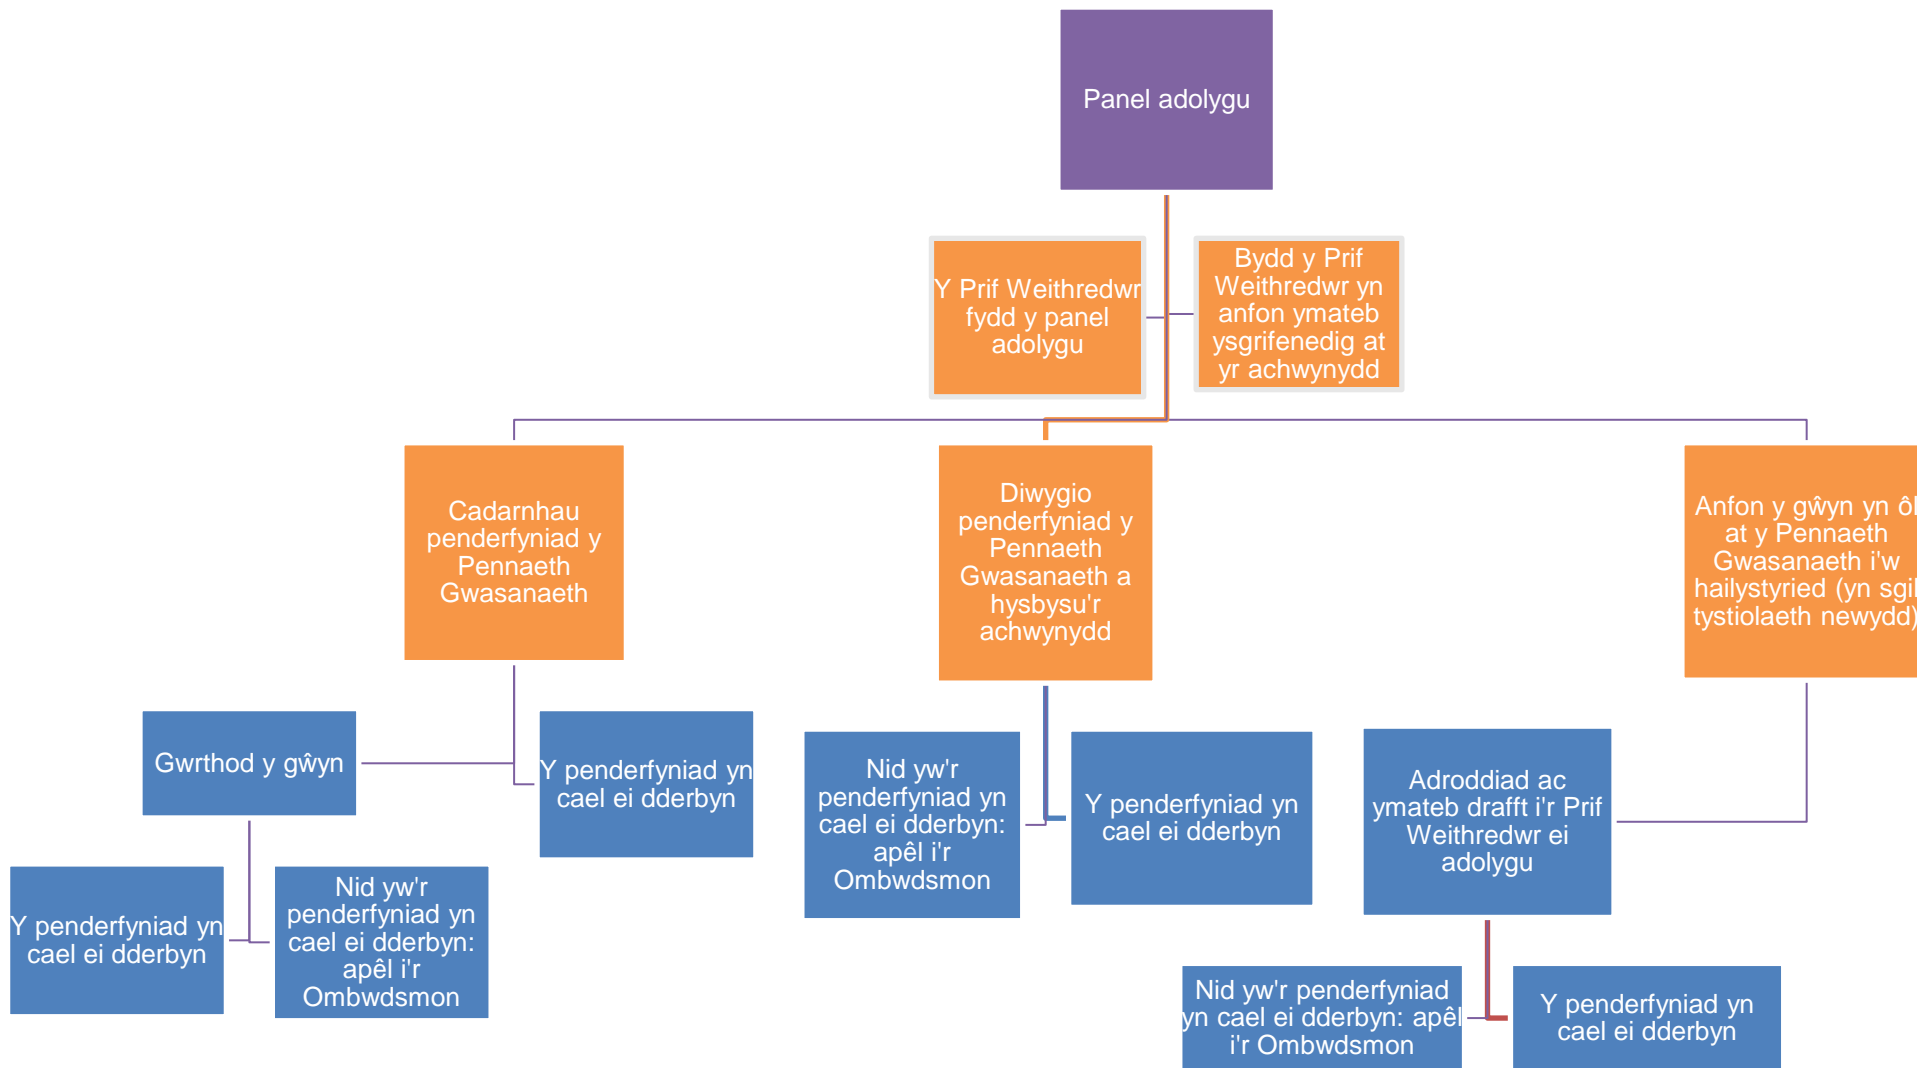 Panel adolygu
Y Prif Weithredwr
fydd y panel
adolygu
Bydd y Prif
Weithredwr yn
anfon ymateb
ysgrifenedig at
yr achwynydd
Cadarnhau
penderfyniad y
Pennaeth
Gwasanaeth
Diwygio
penderfyniad y
Pennaeth
Gwasanaeth a
hysbysu'r
achwynydd
Anfon y gŵyn yn ôl
at y Pennaeth
Gwasanaeth i'w
hailystyried (yn sgil
tystiolaeth newydd)
Gwrthod y gŵyn
Y penderfyniad yn
cael ei dderbyn
Y penderfyniad yn
cael ei dderbyn
Nid yw'r
penderfyniad yn
cael ei dderbyn:
apêl i'r
Ombwdsmon
Nid yw'r
penderfyniad yn
cael ei dderbyn:
apêl i'r
Ombwdsmon
Y penderfyniad yn
cael ei dderbyn
Adroddiad ac
ymateb drafft i'r Prif
Weithredwr ei
adolygu
Nid yw'r penderfyniad
yn cael ei dderbyn: apêl
i'r Ombwdsmon
Y penderfyniad yn
cael ei dderbyn